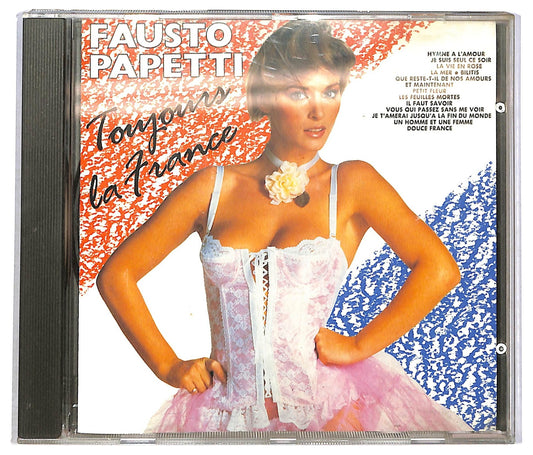 FAUSTO
PAPETTI
Toujours
la France
HYMNE A L'AMOUR
JE SUIS SEUL CE SOIR
LA VIE EN ROSE
LA MER ★ BILITIS
QUE RESTE-T-IL DE NOS AMOURS
ET MAINTENANT
PETIT FLEUR
LES FEUILLES MORTES
IL FAUT SAVOIR
VOUS QUI PASSEZ SANS ME VOIR
JE T'AMERAI JUSQU'A LA FIN DU MONDE
UN HOMME ET UNE FEMME
DOUCE FRANCE